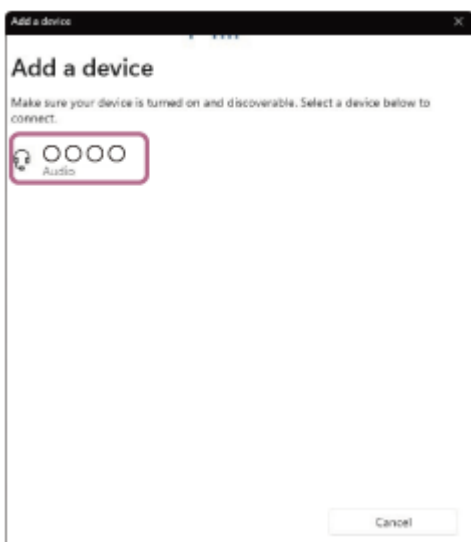 Add a device
Add a device
Make sure your device is turned on and discoverable. Select a device below to
connect.
○○○○
Audio
Cancel